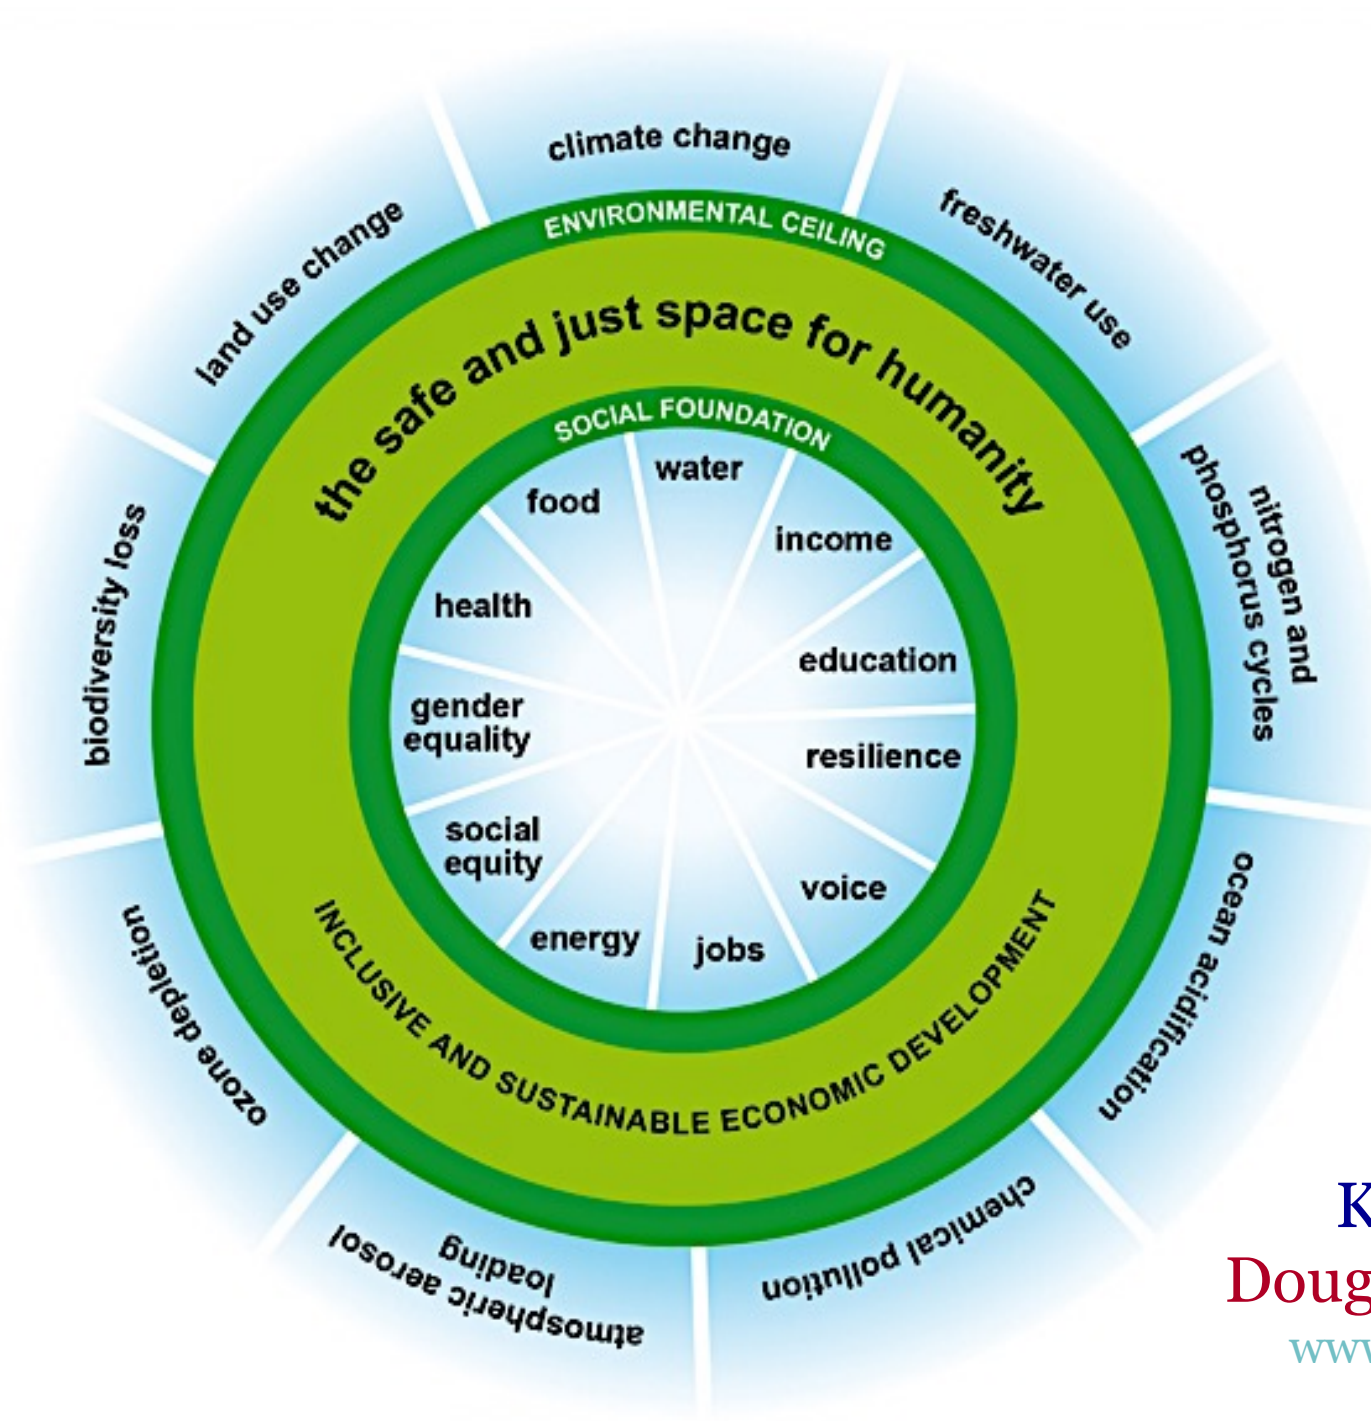 climate change
freshwater use
nitrogen and
phosphorus cycles
ocean acidification
chemical pollution
atmospheric aerosol
loading
ozone depletion
biodiversity loss
land use change
ENVIRONMENTAL CEILING
the safe and just space for humanity
SOCIAL FOUNDATION
water
income
education
resilience
voice
jobs
energy
social
equity
gender
equality
health
food
INCLUSIVE AND SUSTAINABLE ECONOMIC DEVELOPMENT
K
Doug
www